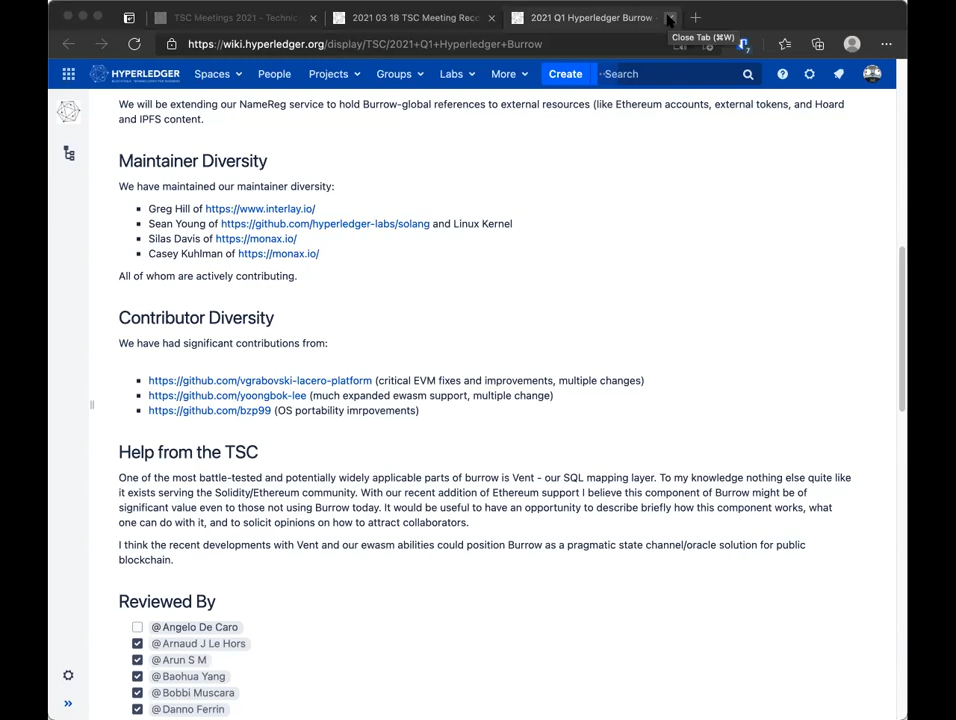 TSC Meetings 2021 - Technic
2021 03 18 TSC Meeting Rec
2021 Q1 Hyperledger Burrow -
Close Tab (⌘W)
https://wiki.hyperledger.org/display/TSC/2021+Q1+Hyperledger+Burrow
7
HYPERLEDGER Spaces People Projects Groups Labs More Create Search
We will be extending our NameReg service to hold Burrow-global references to external resources (like Ethereum accounts, external tokens, and Hoard
and IPFS content.
Maintainer Diversity
We have maintained our maintainer diversity:
Greg Hill of https://www.interlay.io/
Sean Young of https://github.com/hyperledger-labs/solang and Linux Kernel
Silas Davis of https://monax.io/
Casey Kuhlman of https://monax.io/
All of whom are actively contributing.
Contributor Diversity
We have had significant contributions from:
https://github.com/vgrabovski-lacero-platform (critical EVM fixes and improvements, multiple changes)
https://github.com/yoongbok-lee (much expanded ewasm support, multiple change)
https://github.com/bzp99 (OS portability imrpovements)
Help from the TSC
One of the most battle-tested and potentially widely applicable parts of burrow is Vent - our SQL mapping layer. To my knowledge nothing else quite like
it exists serving the Solidity/Ethereum community. With our recent addition of Ethereum support I believe this component of Burrow might be of
significant value even to those not using Burrow today. It would be useful to have an opportunity to describe briefly how this component works, what
one can do with it, and to solicit opinions on how to attract collaborators.
I think the recent developments with Vent and our ewasm abilities could position Burrow as a pragmatic state channel/oracle solution for public
blockchain.
Reviewed By
@Angelo De Caro
@Arnaud J Le Hors
@Arun S M
@Baohua Yang
@Bobbi Muscara
@Danno Ferrin